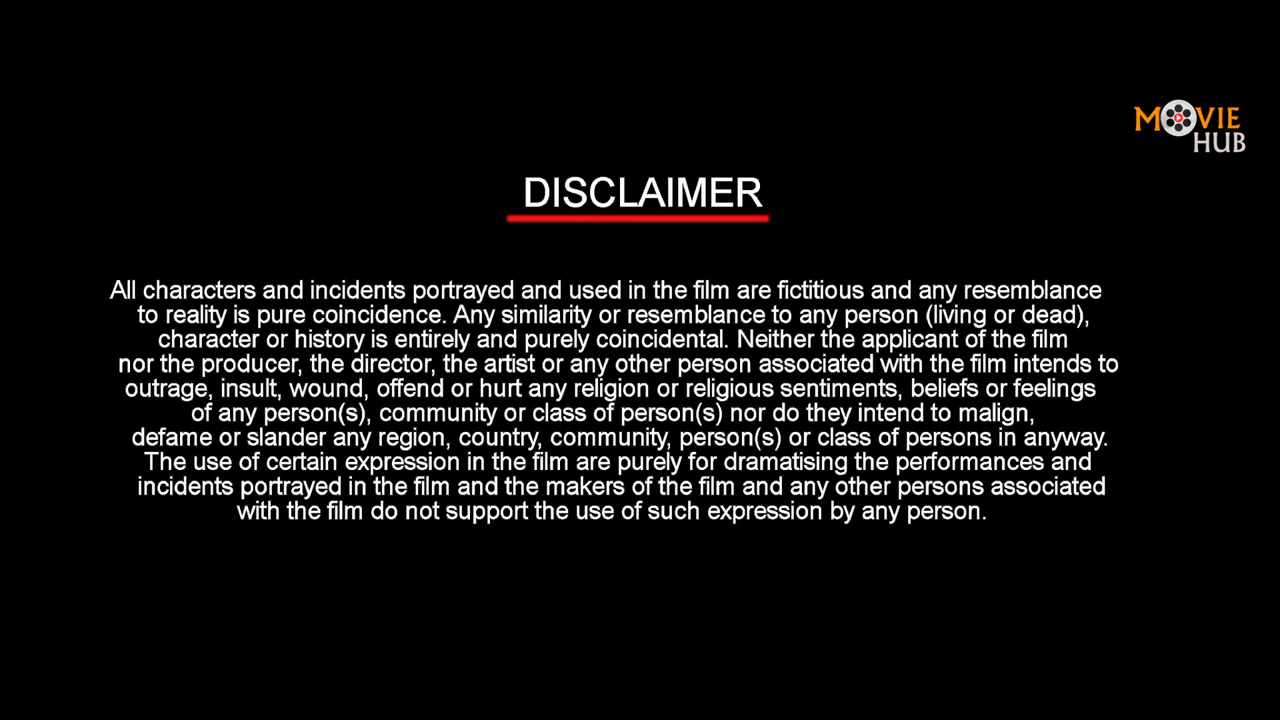 MOVIE
HUB
DISCLAIMER
All characters and incidents portrayed and used in the film are fictitious and any resemblance
to reality is pure coincidence. Any similarity or resemblance to any person (living or dead),
character or history is entirely and purely coincidental. Neither the applicant of the film
nor the producer, the director, the artist or any other person associated with the film intends to
outrage, insult, wound, offend or hurt any religion or religious sentiments, beliefs or feelings
of any person(s), community or class of person(s) nor do they intend to malign,
defame or slander any region, country, community, person(s) or class of persons in anyway.
The use of certain expression in the film are purely for dramatising the performances and
incidents portrayed in the film and the makers of the film and any other persons associated
with the film do not support the use of such expression by any person.